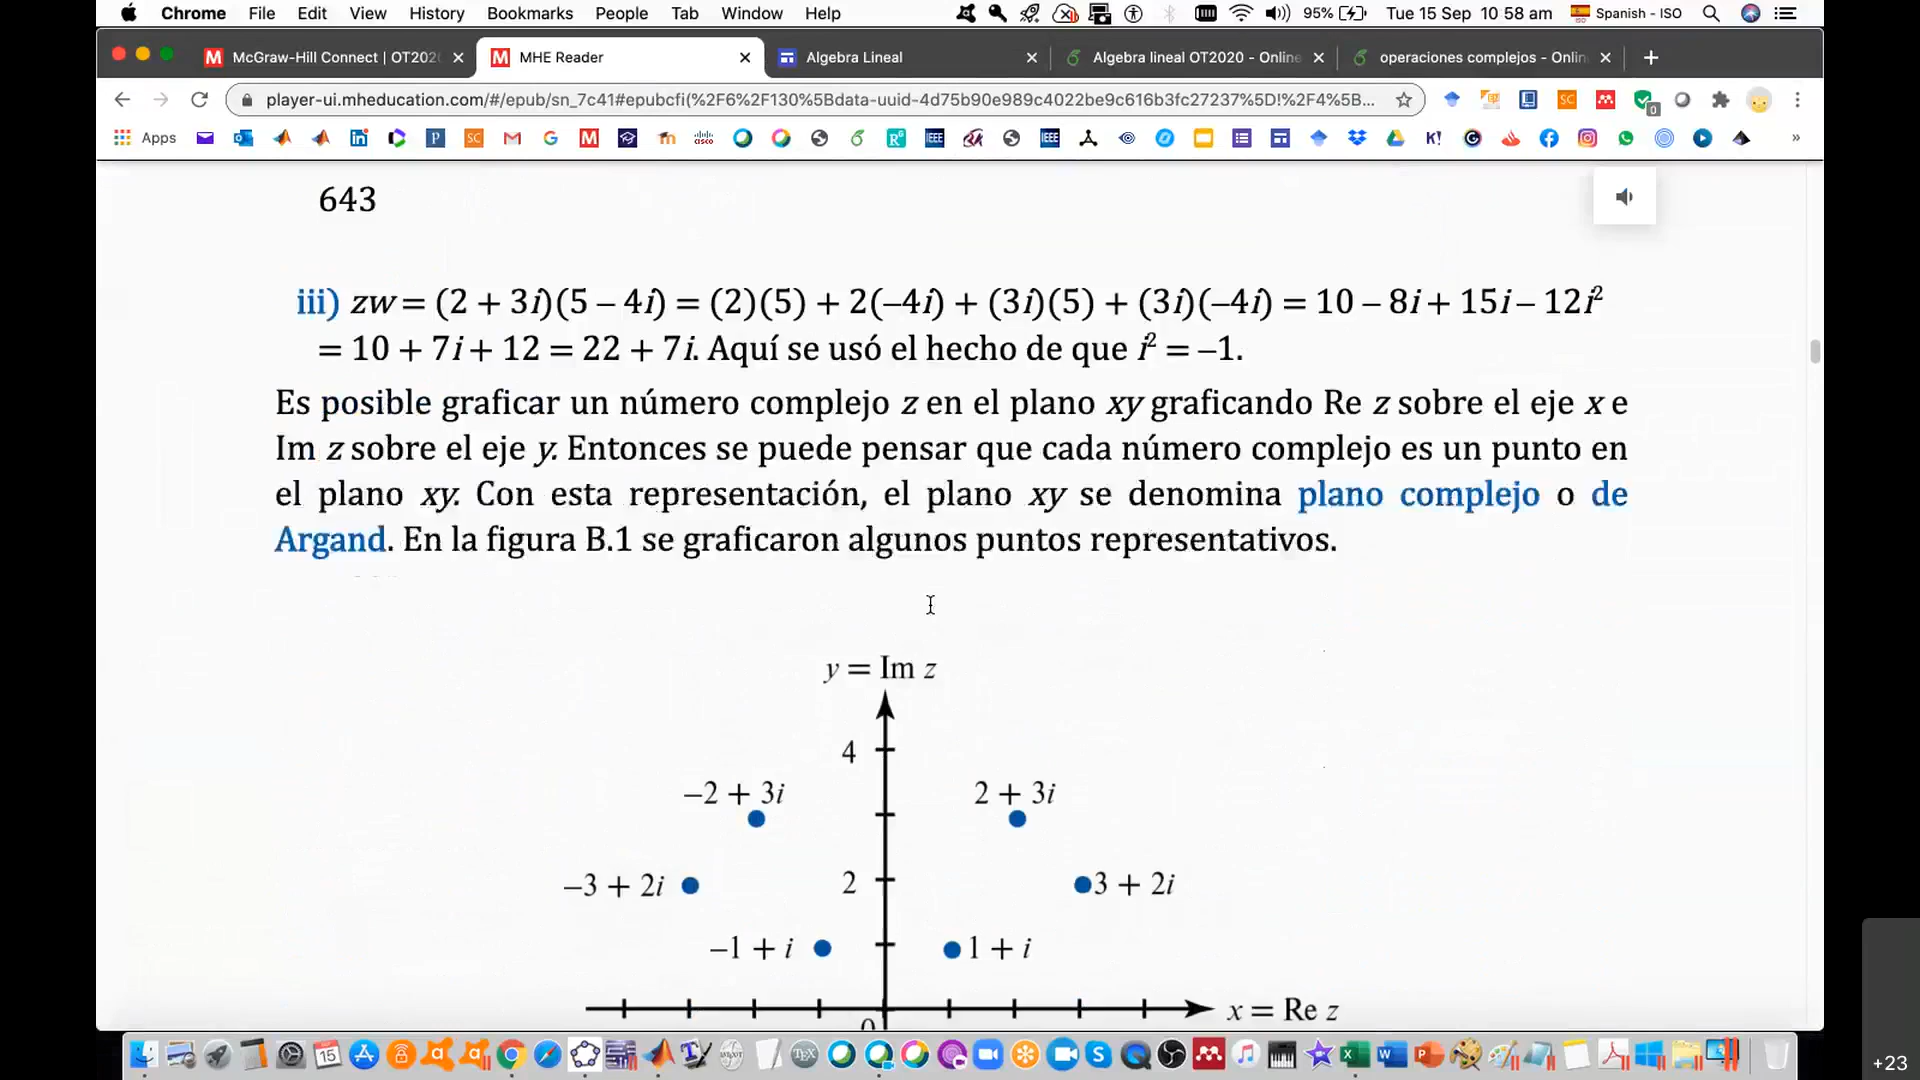 Chrome File Edit View History Bookmarks People Tab Window Help 95% Tue 15 Sep 10 58 am Spanish - ISO
McGraw-Hill Connect | OT202 MHE Reader Algebra Lineal Algebra lineal OT2020 - Online operaciones complejos - Onlin
player-ui.mheducation.com/#/epub/sn_7c41#epubcfi(%2F6%2F130%5Bdata-uuid-4d75b90e989c4022be9c616b3fc27237%5D!%2F4%5B...
Apps
643
iii) zw = (2 + 3i)(5 – 4i) = (2)(5) + 2(–4i) + (3i)(5) + (3i)(–4i) = 10 – 8i + 15i – 12i²
= 10 + 7i + 12 = 22 + 7i. Aquí se usó el hecho de que i² = –1.
Es posible graficar un número complejo z en el plano xy graficando Re z sobre el eje x e
Im z sobre el eje y. Entonces se puede pensar que cada número complejo es un punto en
el plano xy. Con esta representación, el plano xy se denomina plano complejo o de
Argand. En la figura B.1 se graficaron algunos puntos representativos.
y = Im z
4
–2 + 3i 2 + 3i
–3 + 2i 2 3 + 2i
–1 + i 1 + i
x = Re z
0
+23